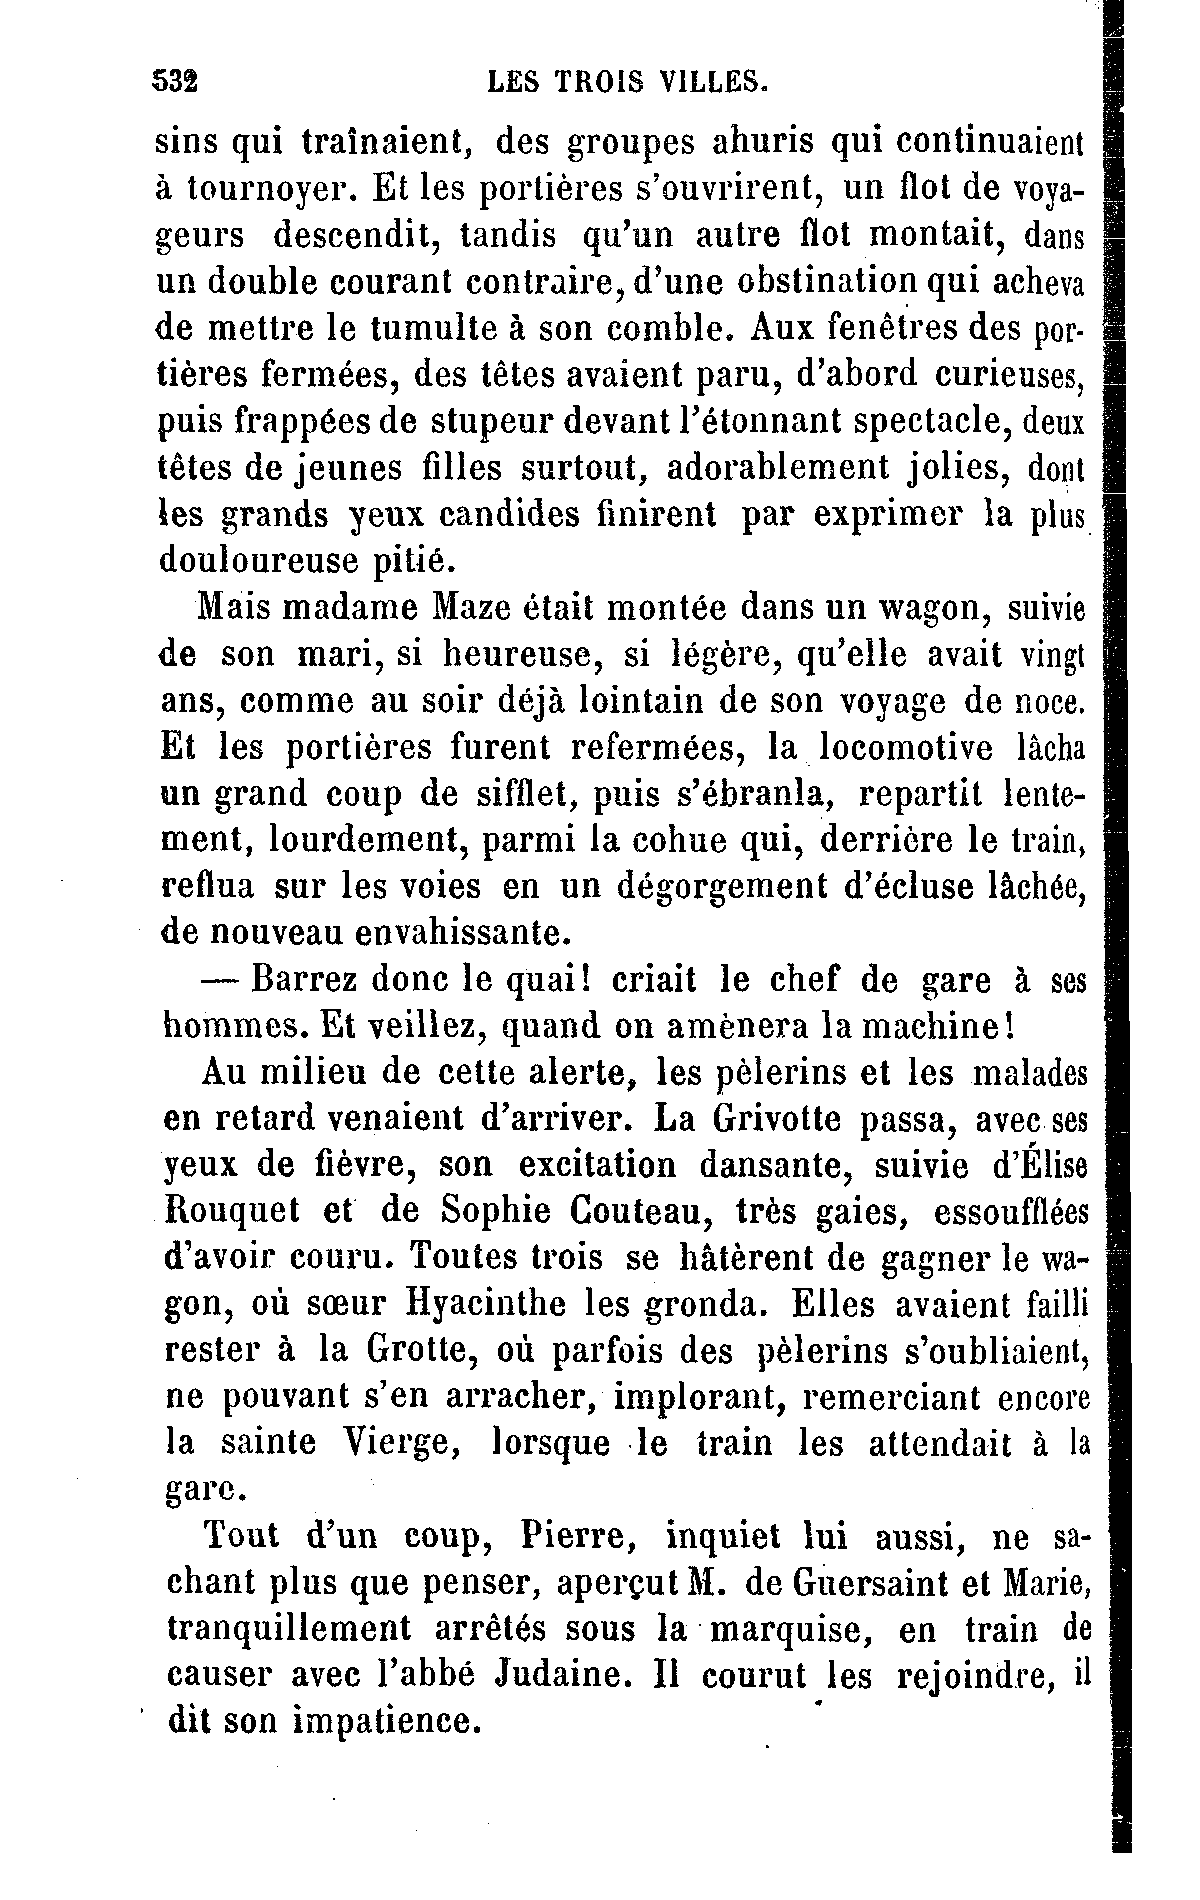 532 LES TROIS VILLES.
sins qui traînaient, des groupes ahuris qui continuaient
à tournoyer. Et les portières s'ouvrirent, un flot de voya-
geurs descendit, tandis qu'un autre flot montait, dans
un double courant contraire, d'une obstination qui acheva
de mettre le tumulte à son comble. Aux fenêtres des por-
tières fermées, des têtes avaient paru, d'abord curieuses,
puis frappées de stupeur devant l'étonnant spectacle, deux
têtes de jeunes filles surtout, adorablement jolies, dont
les grands yeux candides finirent par exprimer la plus
douloureuse pitié.
Mais madame Maze était montée dans un wagon, suivie
de son mari, si heureuse, si légère, qu'elle avait vingt
ans, comme au soir déjà lointain de son voyage de noce.
Et les portières furent refermées, la locomotive lâcha
un grand coup de sifflet, puis s'ébranla, repartit lente-
ment, lourdement, parmi la cohue qui, derrière le train,
reflua sur les voies en un dégorgement d'écluse lâchée,
de nouveau envahissante.
— Barrez donc le quai! criait le chef de gare à ses
hommes. Et veillez, quand on amènera la machine!
Au milieu de cette alerte, les pèlerins et les malades
en retard venaient d'arriver. La Grivotte passa, avec ses
yeux de fièvre, son excitation dansante, suivie d'Élise
Rouquet et de Sophie Couteau, très gaies, essoufflées
d'avoir couru. Toutes trois se hâtèrent de gagner le wa-
gon, où sœur Hyacinthe les gronda. Elles avaient failli
rester à la Grotte, où parfois des pèlerins s'oubliaient,
ne pouvant s'en arracher, implorant, remerciant encore
la sainte Vierge, lorsque le train les attendait à la
gare.
Tout d'un coup, Pierre, inquiet lui aussi, ne sa-
chant plus que penser, aperçut M. de Guersaint et Marie,
tranquillement arrêtés sous la marquise, en train de
causer avec l'abbé Judaine. Il courut les rejoindre, il
dit son impatience.